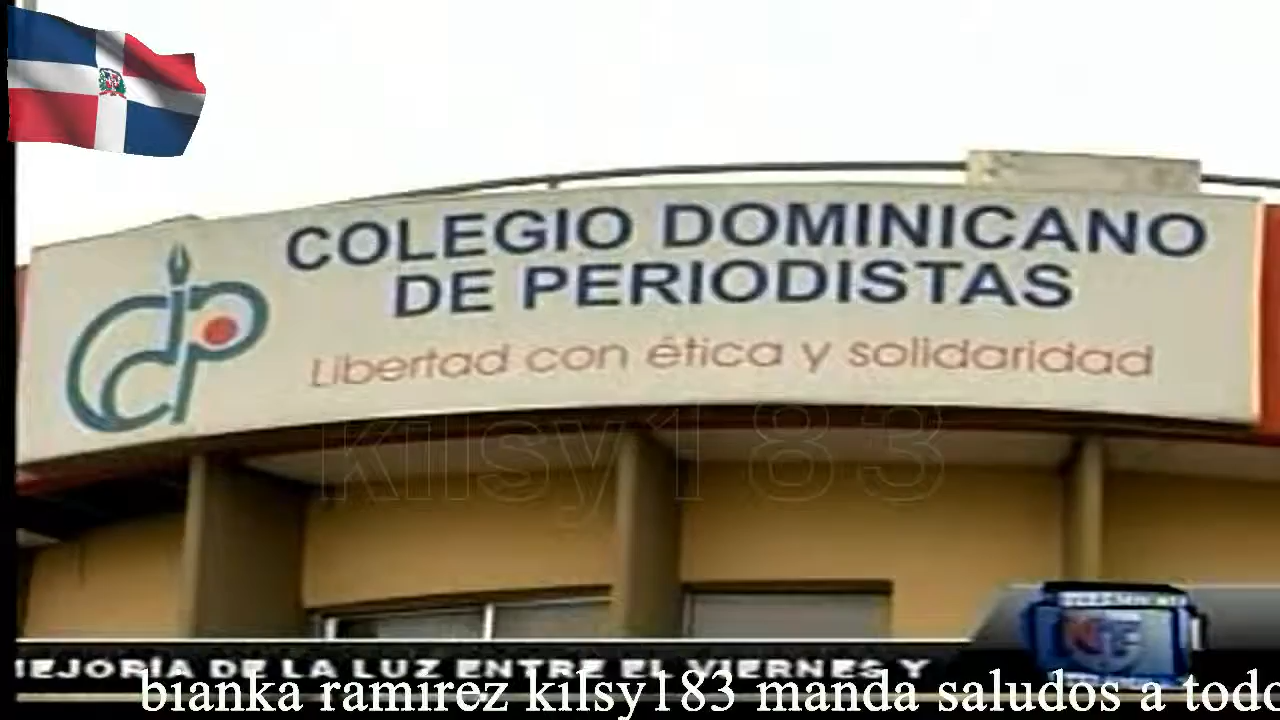 COLEGIO DOMINICANO
DE PERIODISTAS
Libertad con ética y solidaridad
kilsy183
MEJORÍA DE LA LUZ ENTRE EL VIERNES Y
bianka ramirez kilsy183 manda saludos a todo